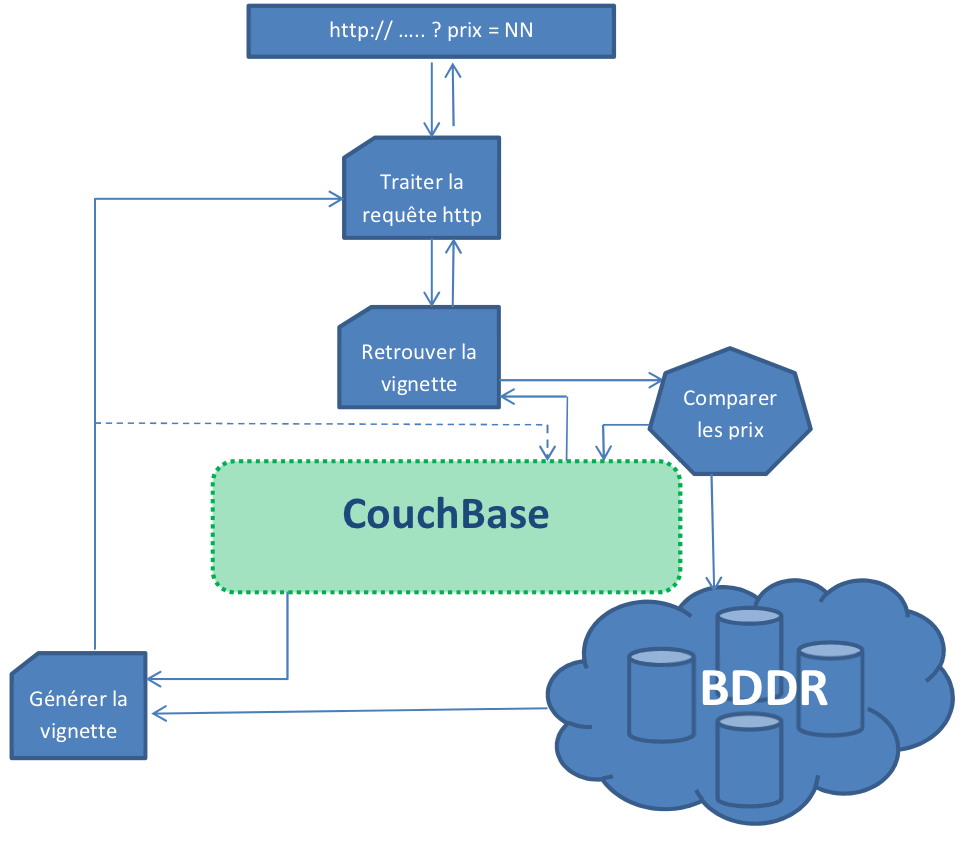 http:// ..... ? prix = NN
Traiter la
requête http
Retrouver la
vignette
Comparer
les prix
CouchBase
BDDR
Générer la
vignette